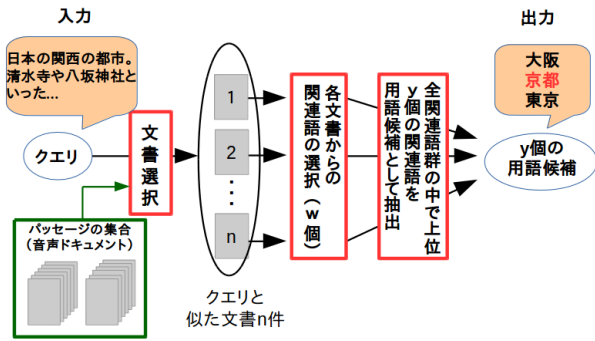 入力
出力
日本の関西の都市。
清水寺や八坂神社と
いった...
クエリ
文書選択
パッセージの集合
（音声ドキュメント）
1
2
....
n
クエリと
似た文書n件
各文書からの
関連語の選択（w個）
全関連語群の中で上位
y個の関連語を
用語候補として抽出
大阪
京都
東京
y個の
用語候補